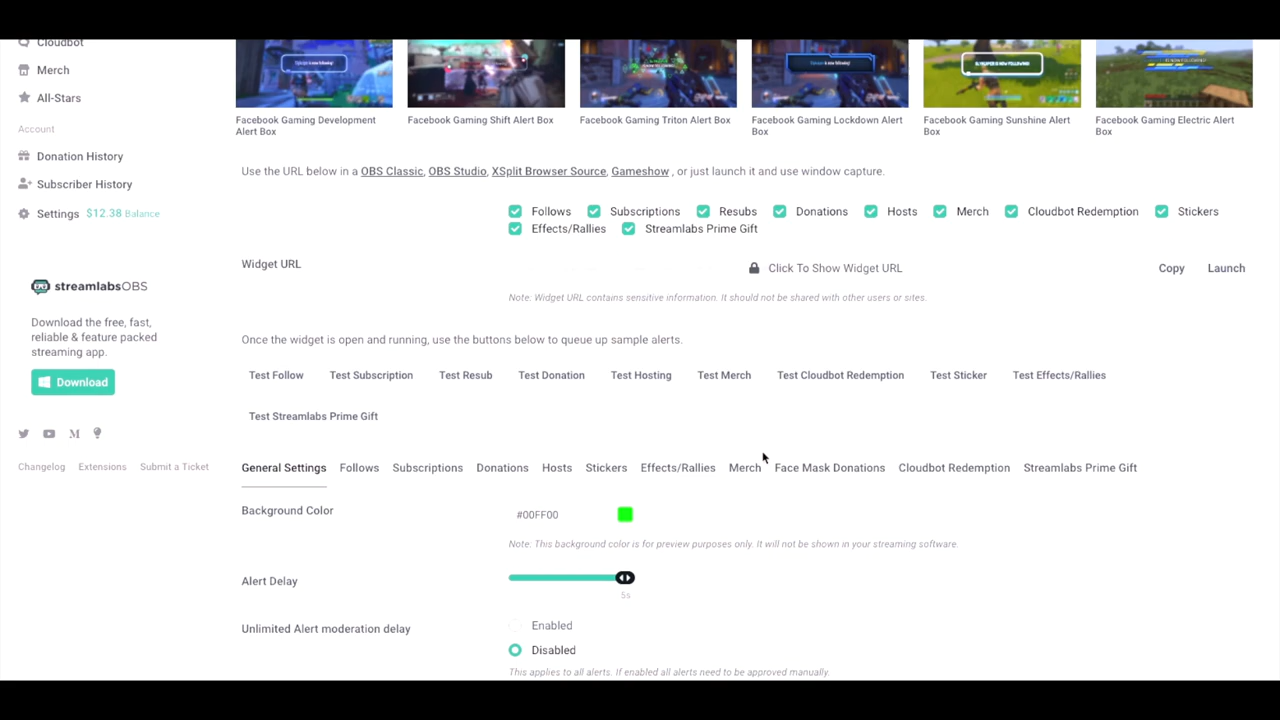 Cloudbot
Merch
All-Stars
Account
Donation History
Subscriber History
Settings $12.38 Balance
streamlabsOBS
Download the free, fast,
reliable & feature packed
streaming app.
Download
Changelog Extensions Submit a Ticket
Facebook Gaming Development
Alert Box
Facebook Gaming Shift Alert Box
Facebook Gaming Triton Alert Box
Facebook Gaming Lockdown Alert
Box
Facebook Gaming Sunshine Alert
Box
Facebook Gaming Electric Alert
Box
Use the URL below in a OBS Classic, OBS Studio, XSplit Browser Source, Gameshow , or just launch it and use window capture.
Follows Subscriptions Resubs Donations Hosts Merch Cloudbot Redemption Stickers
Effects/Rallies Streamlabs Prime Gift
Widget URL
Click To Show Widget URL
Copy Launch
Note: Widget URL contains sensitive information. It should not be shared with other users or sites.
Once the widget is open and running, use the buttons below to queue up sample alerts.
Test Follow Test Subscription Test Resub Test Donation Test Hosting Test Merch Test Cloudbot Redemption Test Sticker Test Effects/Rallies
Test Streamlabs Prime Gift
General Settings Follows Subscriptions Donations Hosts Stickers Effects/Rallies Merch Face Mask Donations Cloudbot Redemption Streamlabs Prime Gift
Background Color
#00FF00
Note: This background color is for preview purposes only. It will not be shown in your streaming software.
Alert Delay
5s
Unlimited Alert moderation delay
Enabled
Disabled
This applies to all alerts. If enabled all alerts need to be approved manually.